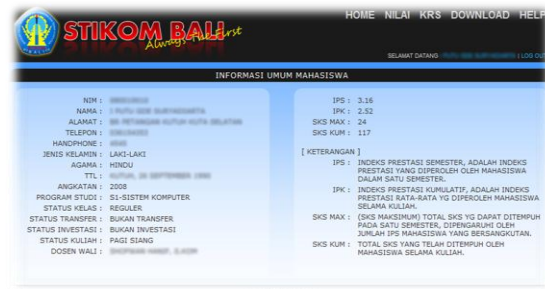 STIKOM BALI
Always The First
HOME NILAI KRS DOWNLOAD HELP
SELAMAT DATANG | LOG OUT
INFORMASI UMUM MAHASISWA
NIM :
NAMA :
ALAMAT :
TELEPON :
HANDPHONE :
JENIS KELAMIN : LAKI-LAKI
AGAMA : HINDU
TTL :
ANGKATAN : 2008
PROGRAM STUDI : S1-SISTEM KOMPUTER
STATUS KELAS : REGULER
STATUS TRANSFER : BUKAN TRANSFER
STATUS INVESTASI : BUKAN INVESTASI
STATUS KULIAH : PAGI SIANG
DOSEN WALI :
IPS : 3.16
IPK : 2.52
SKS MAX : 24
SKS KUM : 117
[ KETERANGAN ]
IPS : INDEKS PRESTASI SEMESTER, ADALAH INDEKS
PRESTASI YANG DIPEROLEH OLEH MAHASISWA
DALAM SATU SEMESTER.
IPK : INDEKS PRESTASI KUMULATIF, ADALAH INDEKS
PRESTASI RATA-RATA YG DIPEROLEH MAHASISWA
SELAMA KULIAH.
SKS MAX : (SKS MAKSIMUM) TOTAL SKS YG DAPAT DITEMPUH
PADA SATU SEMESTER, DIPENGARUHI OLEH
JUMLAH IPS MAHASISWA YANG BERSANGKUTAN.
SKS KUM : TOTAL SKS YANG TELAH DITEMPUH OLEH
MAHASISWA SELAMA KULIAH.